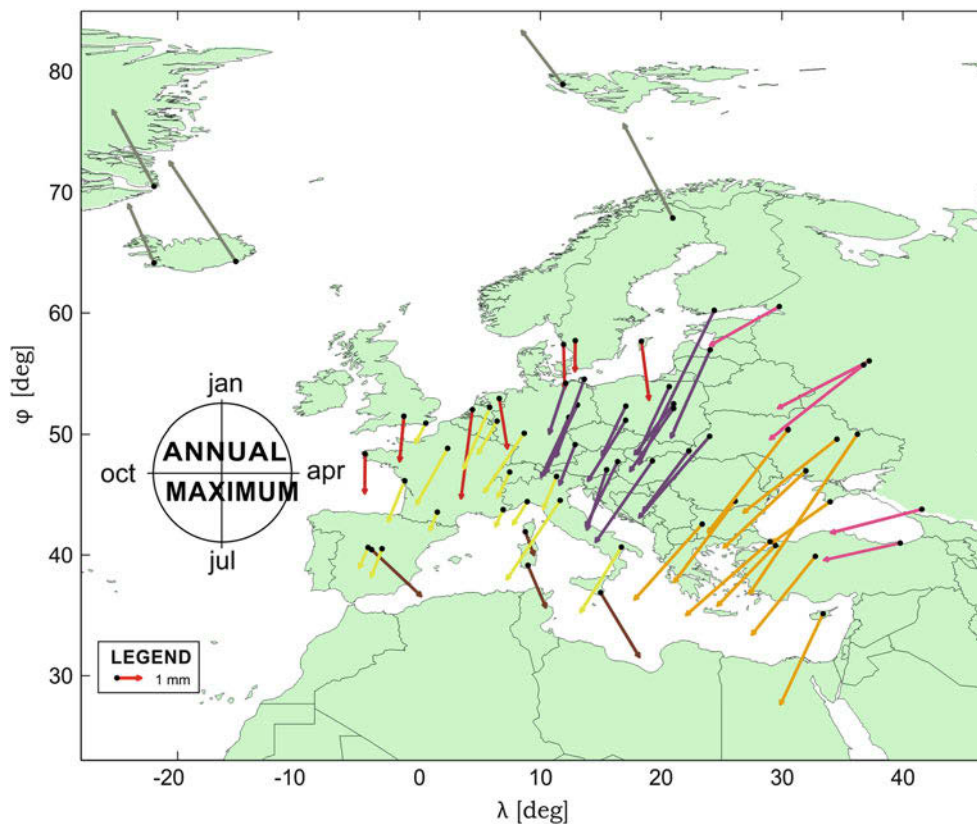 80
70
60
50
40
30
φ [deg]
jan
ANNUAL
oct
apr
MAXIMUM
jul
LEGEND
1 mm
-20
-10
0
10
20
30
40
λ [deg]